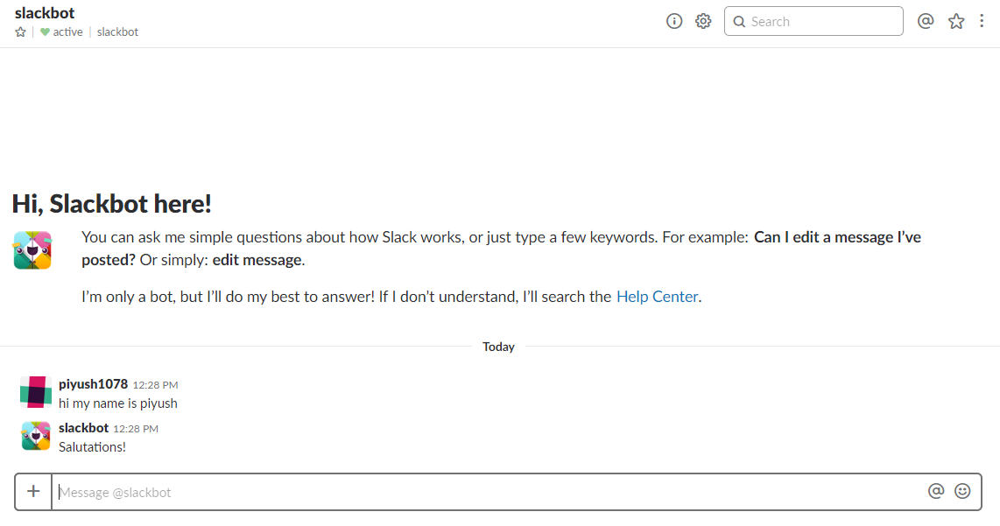 slackbot
active | slackbot
Search
Hi, Slackbot here!
You can ask me simple questions about how Slack works, or just type a few keywords. For example: Can I edit a message I’ve
posted? Or simply: edit message.
I’m only a bot, but I’ll do my best to answer! If I don’t understand, I’ll search the Help Center.
Today
piyush1078 12:28 PM
hi my name is piyush
slackbot 12:28 PM
Salutations!
Message @slackbot